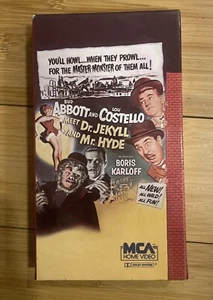 YOU'LL HOWL...WHEN THEY PROWL...
FOR THE MASTER MONSTER OF THEM ALL!
BUD ABBOTT AND LOU COSTELLO
MEET DR. JEKYLL
AND MR. HYDE
BORIS
KARLOFF
ALL NEW!
ALL WILD!
ALL FUN!
MCA
HOME VIDEO